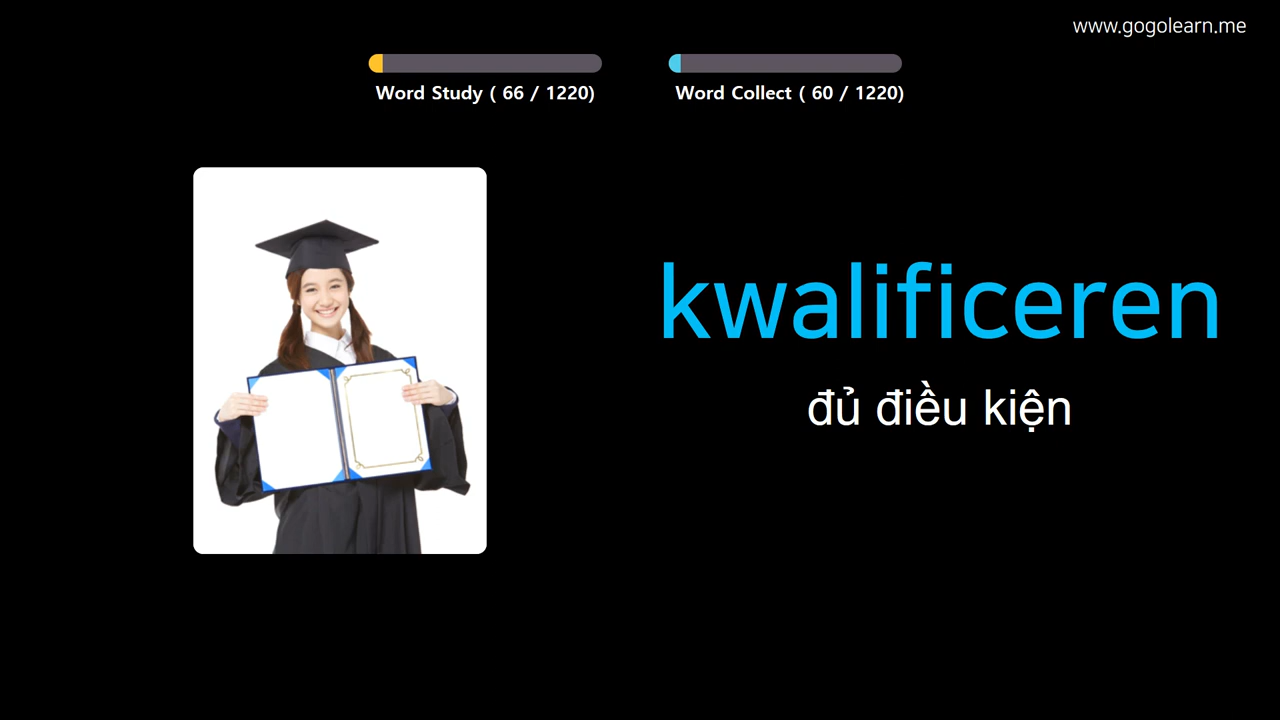 www.gogolearn.me
Word Study ( 66 / 1220)
Word Collect ( 60 / 1220)
kwalificeren
đủ điều kiện